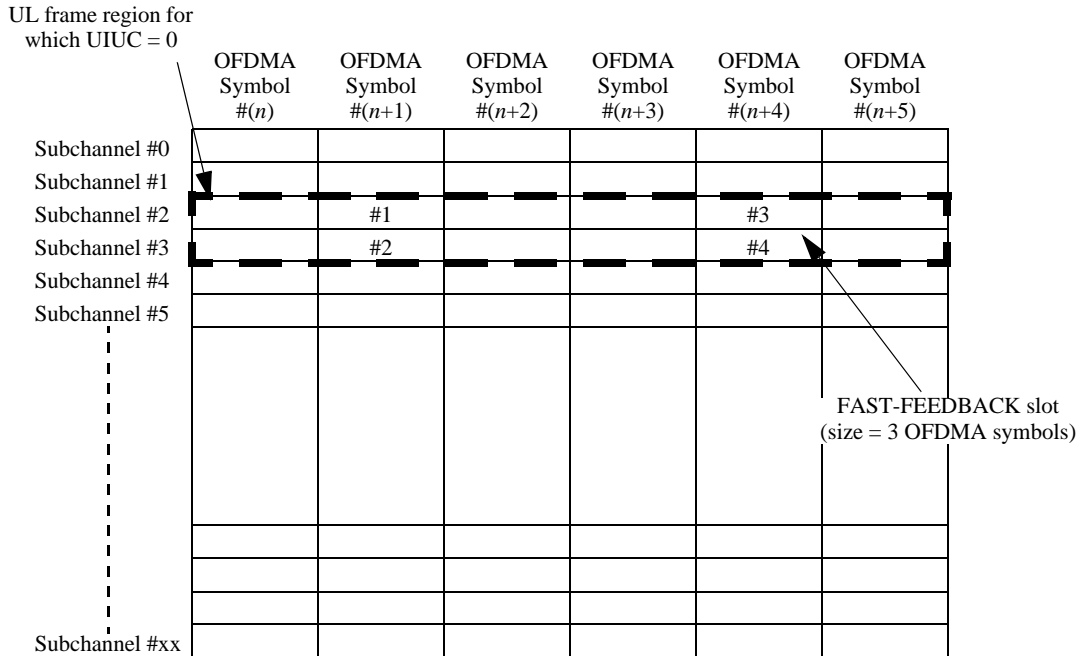 UL frame region for
which UIUC = 0
OFDMA
Symbol
#(n)
OFDMA
Symbol
#(n+1)
OFDMA
Symbol
#(n+2)
OFDMA
Symbol
#(n+3)
OFDMA
Symbol
#(n+4)
OFDMA
Symbol
#(n+5)
Subchannel #0
Subchannel #1
Subchannel #2
#1
#3
Subchannel #3
#2
#4
Subchannel #4
Subchannel #5
FAST-FEEDBACK slot
(size = 3 OFDMA symbols)
Subchannel #xx